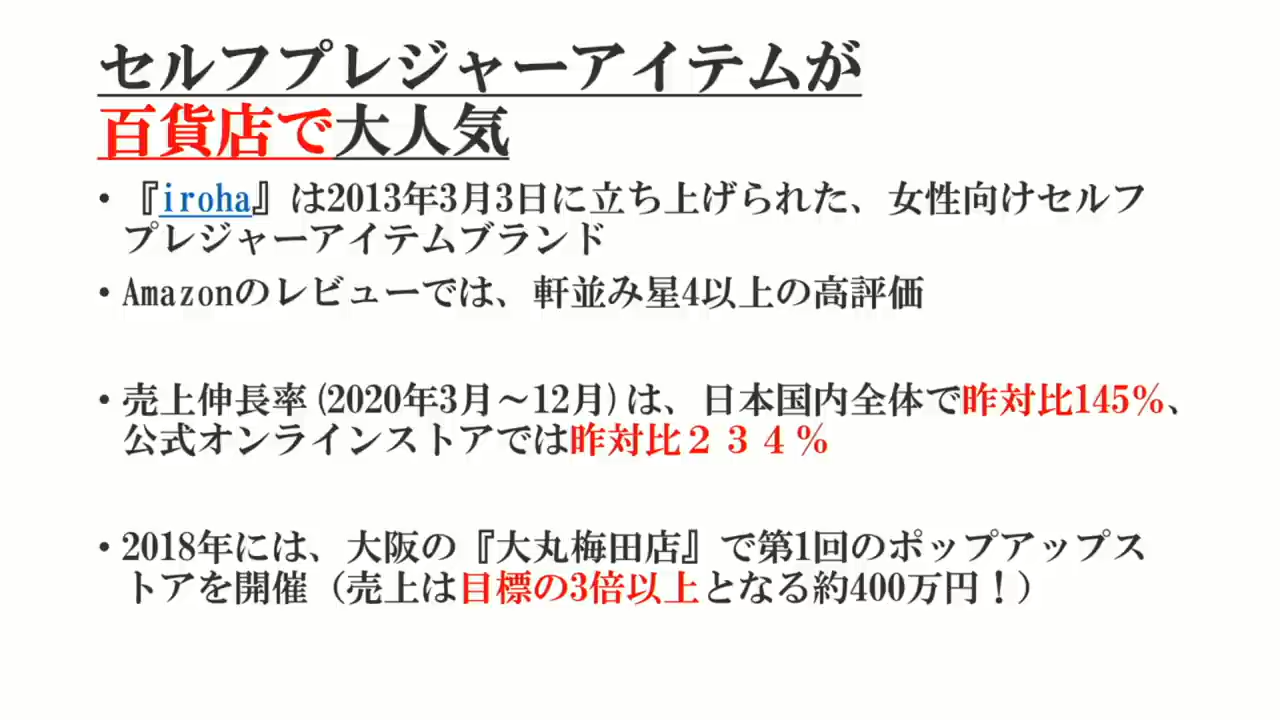 セルフプレジャーアイテムが
百貨店で大人気
• 『iroha』は2013年3月3日に立ち上げられた、女性向けセルフ
プレジャーアイテムブランド
• Amazonのレビューでは、軒並み星4以上の高評価
• 売上伸長率(2020年3月～12月)は、日本国内全体で昨対比145%、
公式オンラインストアでは昨対比２３４%
• 2018年には、大阪の『大丸梅田店』で第1回のポップアップス
トアを開催（売上は目標の3倍以上となる約400万円！）